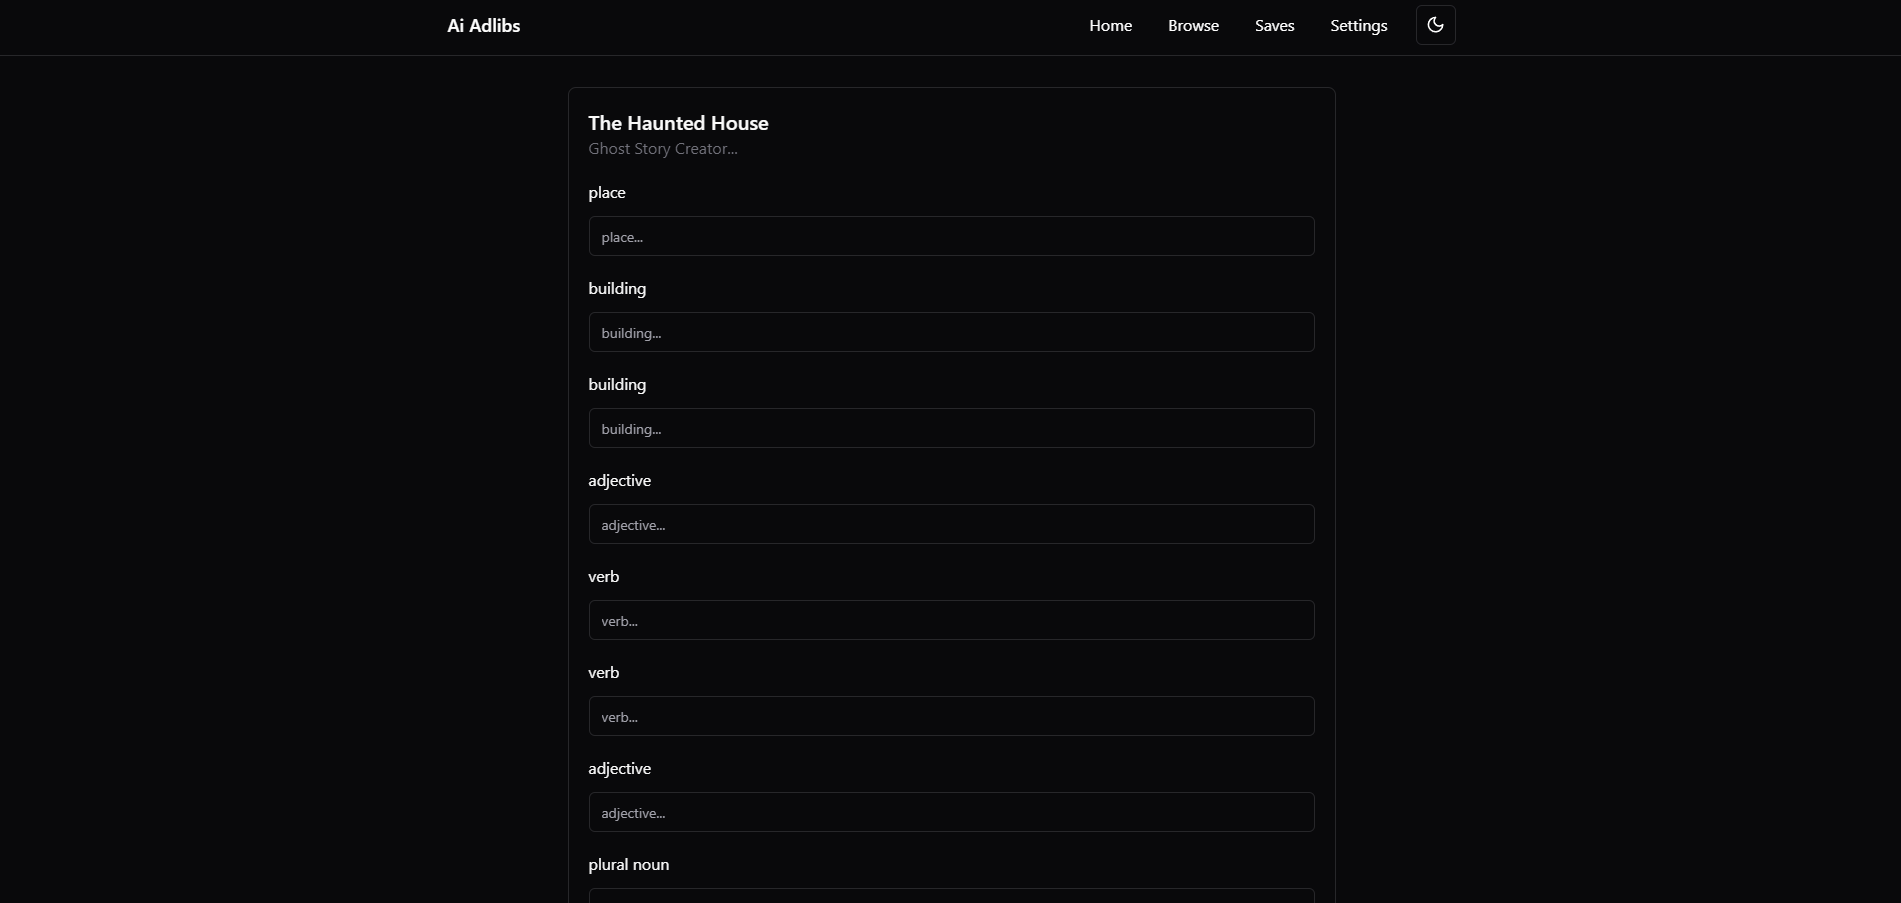 Ai Adlibs
Home Browse Saves Settings
The Haunted House
Ghost Story Creator...
place
place...
building
building...
building
building...
adjective
adjective...
verb
verb...
verb
verb...
adjective
adjective...
plural noun